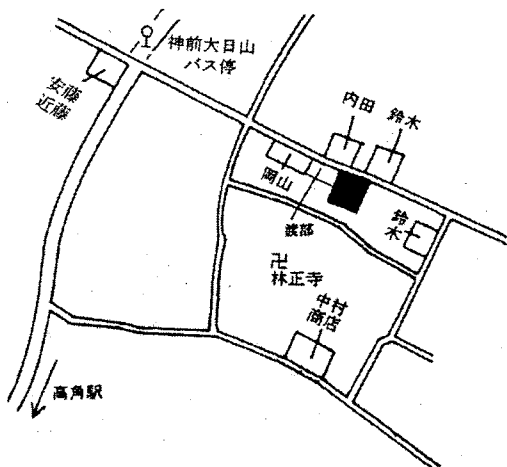 神前大日山
バス停
安藤
近藤
内田
鈴木
岡山
渡部
鈴木
卍
林正寺
中村
商店
高角駅